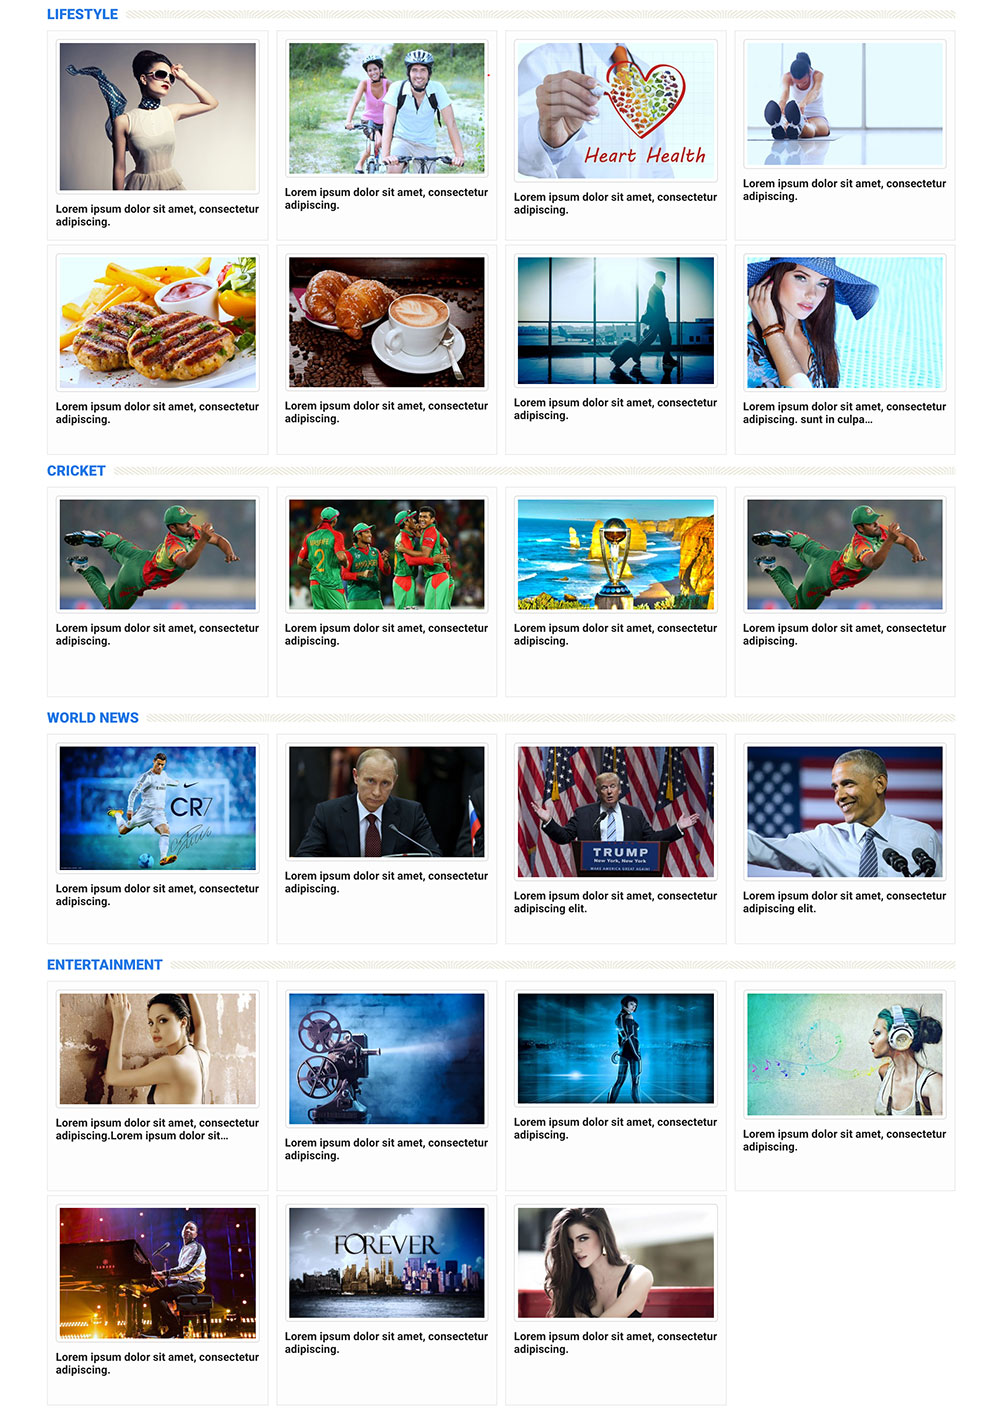 LIFESTYLE
Heart Health
Lorem ipsum dolor sit amet, consectetur
adipiscing.
Lorem ipsum dolor sit amet, consectetur
adipiscing.
Lorem ipsum dolor sit amet, consectetur
adipiscing.
Lorem ipsum dolor sit amet, consectetur
adipiscing.
Lorem ipsum dolor sit amet, consectetur
adipiscing.
Lorem ipsum dolor sit amet, consectetur
adipiscing.
Lorem ipsum dolor sit amet, consectetur
adipiscing.
Lorem ipsum dolor sit amet, consectetur
adipiscing. sunt in culpa...
CRICKET
2
Lorem ipsum dolor sit amet, consectetur
adipiscing.
Lorem ipsum dolor sit amet, consectetur
adipiscing.
Lorem ipsum dolor sit amet, consectetur
adipiscing.
Lorem ipsum dolor sit amet, consectetur
adipiscing.
WORLD NEWS
CR7
TRUMP
New York, New York
MAKE AMERICA GREAT AGAIN!
Lorem ipsum dolor sit amet, consectetur
adipiscing.
Lorem ipsum dolor sit amet, consectetur
adipiscing.
Lorem ipsum dolor sit amet, consectetur
adipiscing elit.
Lorem ipsum dolor sit amet, consectetur
adipiscing elit.
ENTERTAINMENT
Lorem ipsum dolor sit amet, consectetur
adipiscing.Lorem ipsum dolor sit...
Lorem ipsum dolor sit amet, consectetur
adipiscing.
Lorem ipsum dolor sit amet, consectetur
adipiscing.
Lorem ipsum dolor sit amet, consectetur
adipiscing.
FOREVER
Lorem ipsum dolor sit amet, consectetur
adipiscing.
Lorem ipsum dolor sit amet, consectetur
adipiscing.
Lorem ipsum dolor sit amet, consectetur
adipiscing.